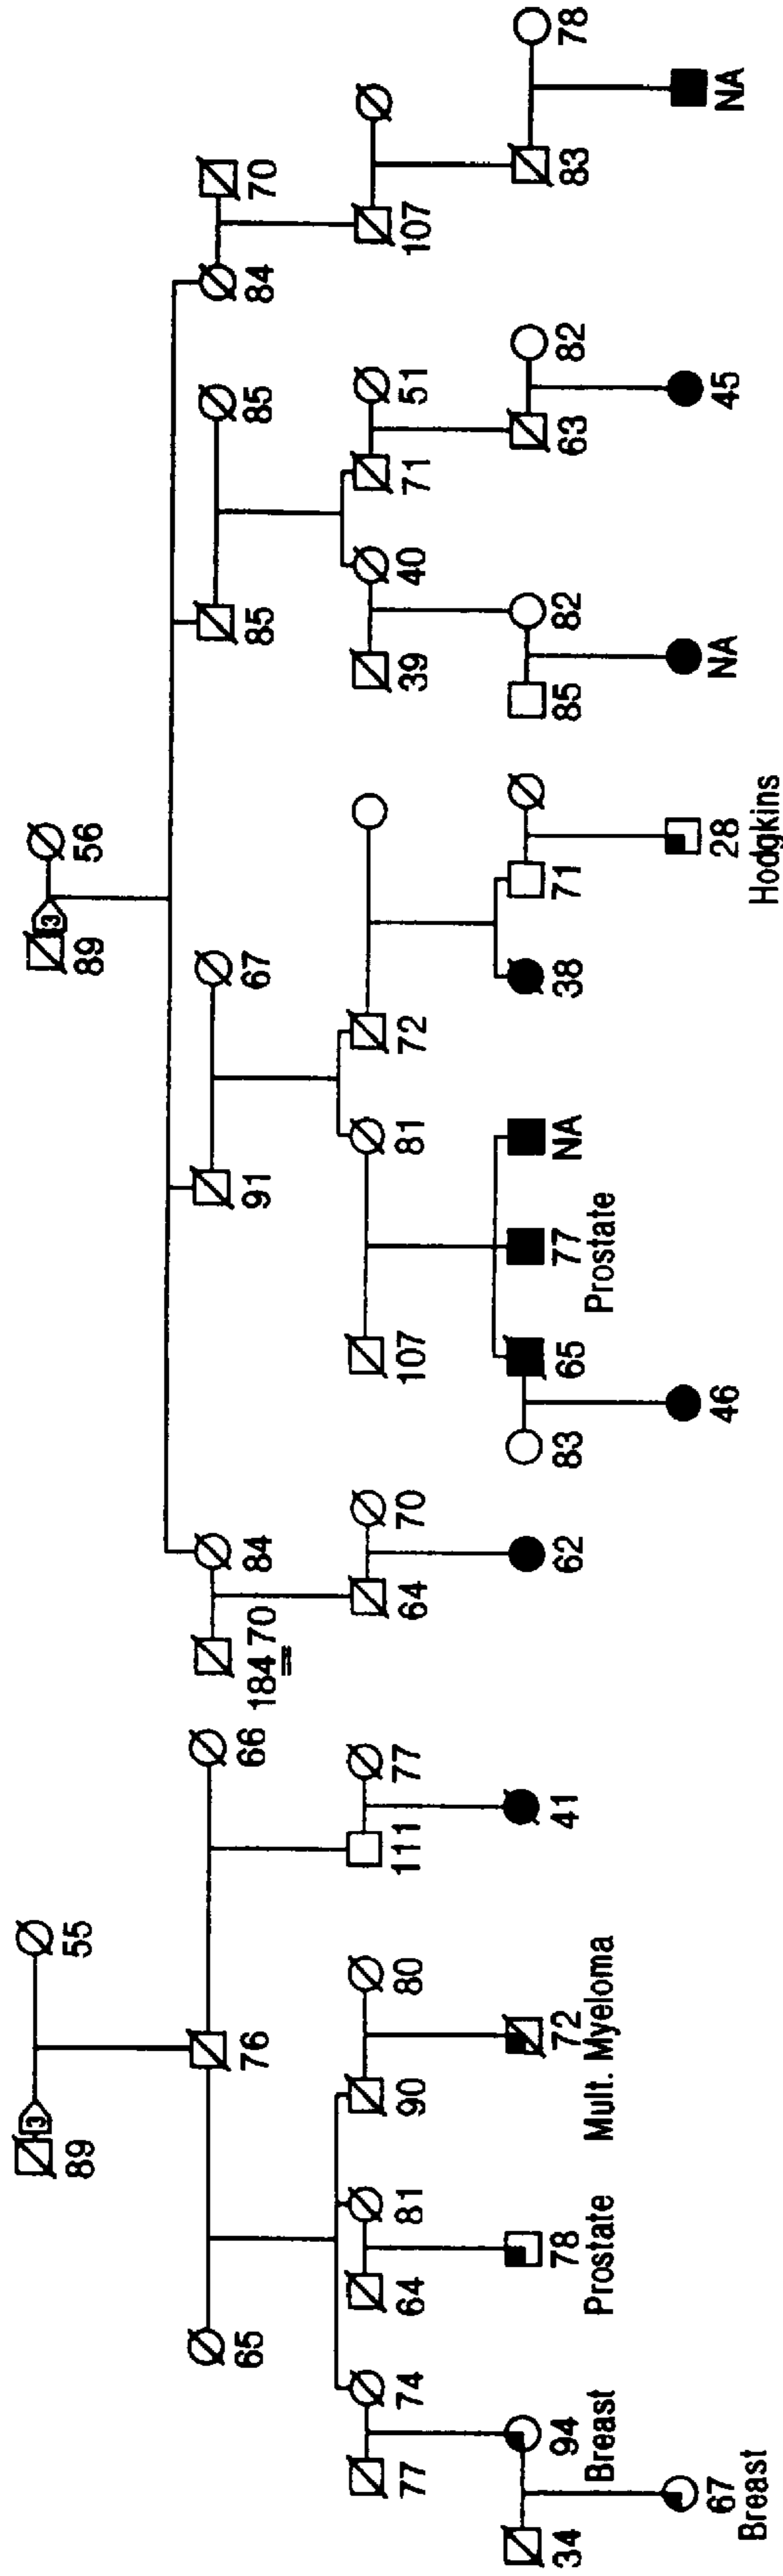 3 3
89 55 89 56
65 76 66 184 70 84 91 67 85 85 84 70
77 74 64 81 90 80 111 77 64 70 107 81 72 39 40 71 51 107
34 94 78 72 41 62 83 65 77 NA 38 71 85 82 63 82 83 78
Breast Prostate Mult. Myeloma Prostate
67 46 28 NA 45 NA
Breast Hodgkins